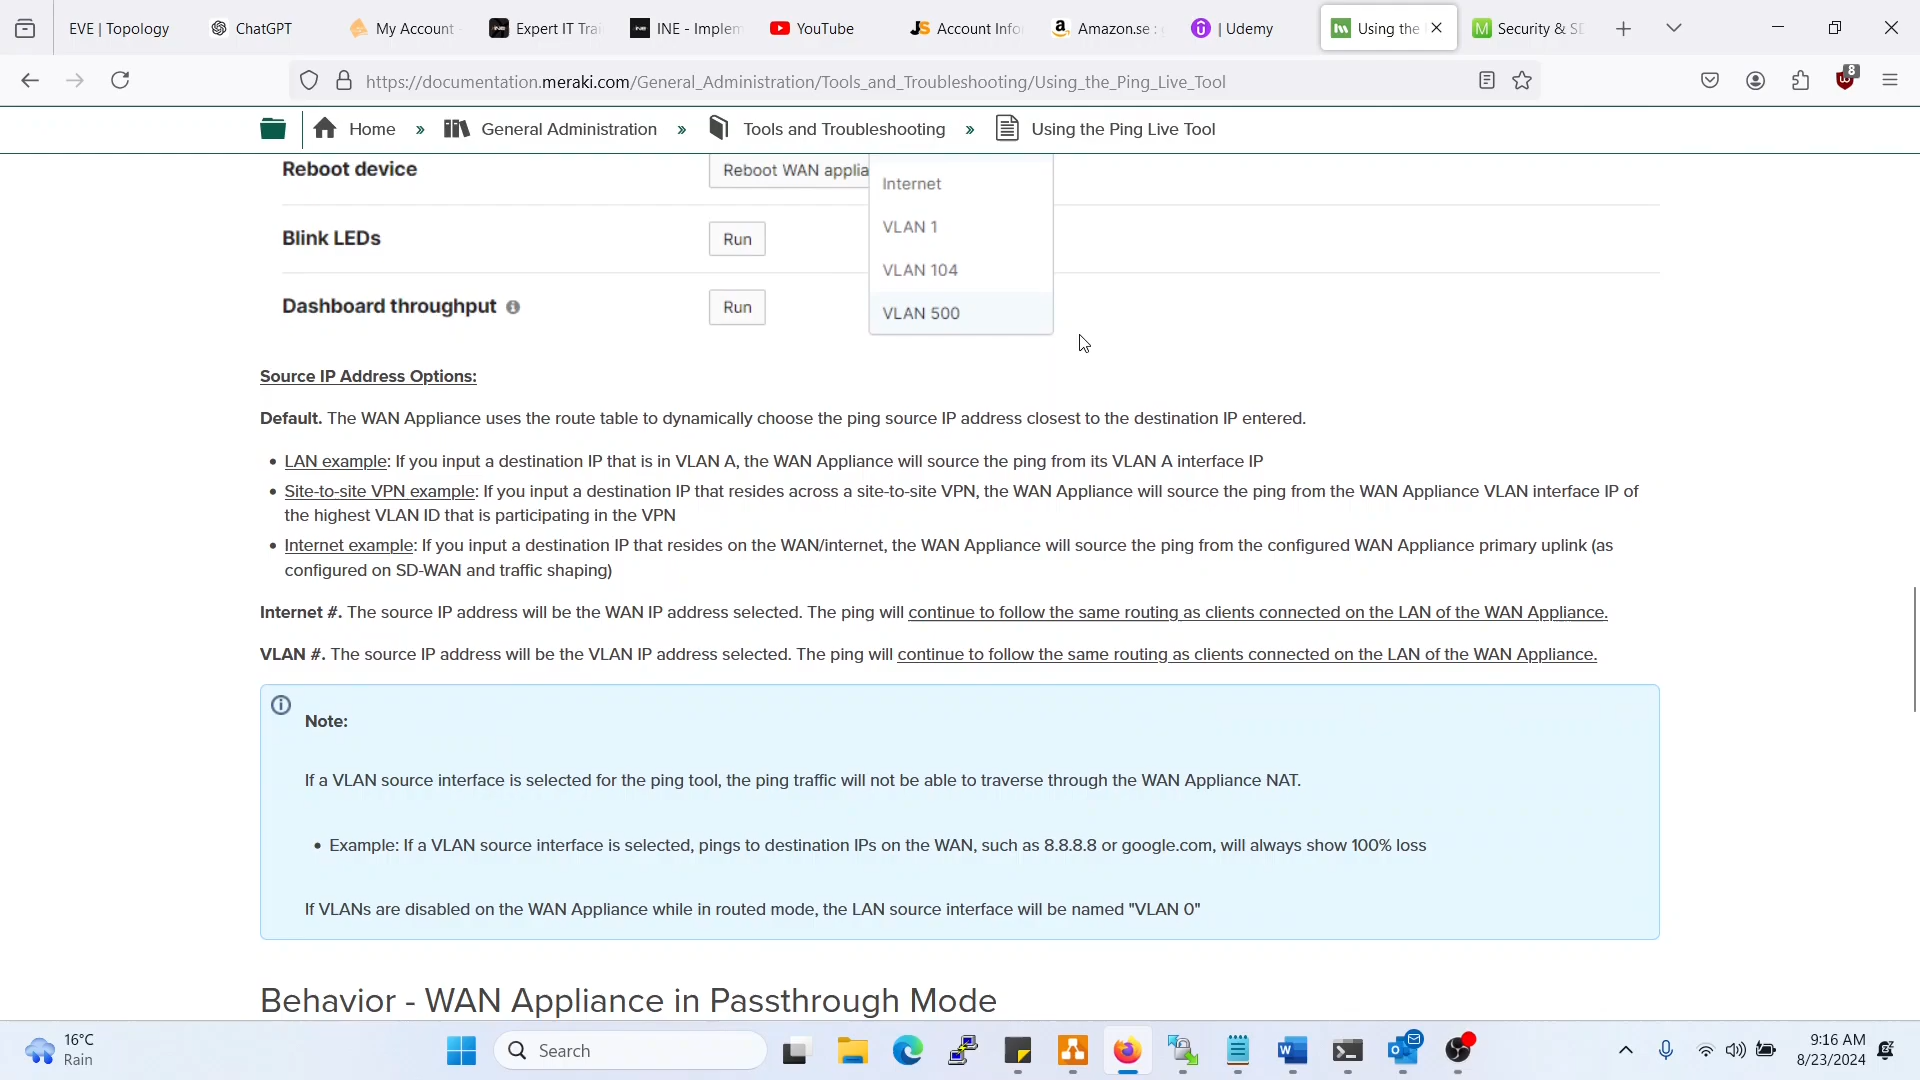 EVE | Topology
ChatGPT
My Account
Expert IT Trai
INE - Implem
YouTube
Account Info
Amazon.se :
| Udemy
Using the
Security & SD
https://documentation.meraki.com/General_Administration/Tools_and_Troubleshooting/Using_the_Ping_Live_Tool
8
Home » General Administration » Tools and Troubleshooting » Using the Ping Live Tool
Reboot device
Reboot WAN applia
Internet
VLAN 1
Blink LEDs
Run
VLAN 104
Dashboard throughput
Run
VLAN 500
Source IP Address Options:
Default. The WAN Appliance uses the route table to dynamically choose the ping source IP address closest to the destination IP entered.
• LAN example: If you input a destination IP that is in VLAN A, the WAN Appliance will source the ping from its VLAN A interface IP
• Site-to-site VPN example: If you input a destination IP that resides across a site-to-site VPN, the WAN Appliance will source the ping from the WAN Appliance VLAN interface IP of
the highest VLAN ID that is participating in the VPN
• Internet example: If you input a destination IP that resides on the WAN/internet, the WAN Appliance will source the ping from the configured WAN Appliance primary uplink (as
configured on SD-WAN and traffic shaping)
Internet #. The source IP address will be the WAN IP address selected. The ping will continue to follow the same routing as clients connected on the LAN of the WAN Appliance.
VLAN #. The source IP address will be the VLAN IP address selected. The ping will continue to follow the same routing as clients connected on the LAN of the WAN Appliance.
Note:
If a VLAN source interface is selected for the ping tool, the ping traffic will not be able to traverse through the WAN Appliance NAT.
• Example: If a VLAN source interface is selected, pings to destination IPs on the WAN, such as 8.8.8.8 or google.com, will always show 100% loss
If VLANs are disabled on the WAN Appliance while in routed mode, the LAN source interface will be named "VLAN 0"
Behavior - WAN Appliance in Passthrough Mode
16°C
Rain
Search
9:16 AM
8/23/2024